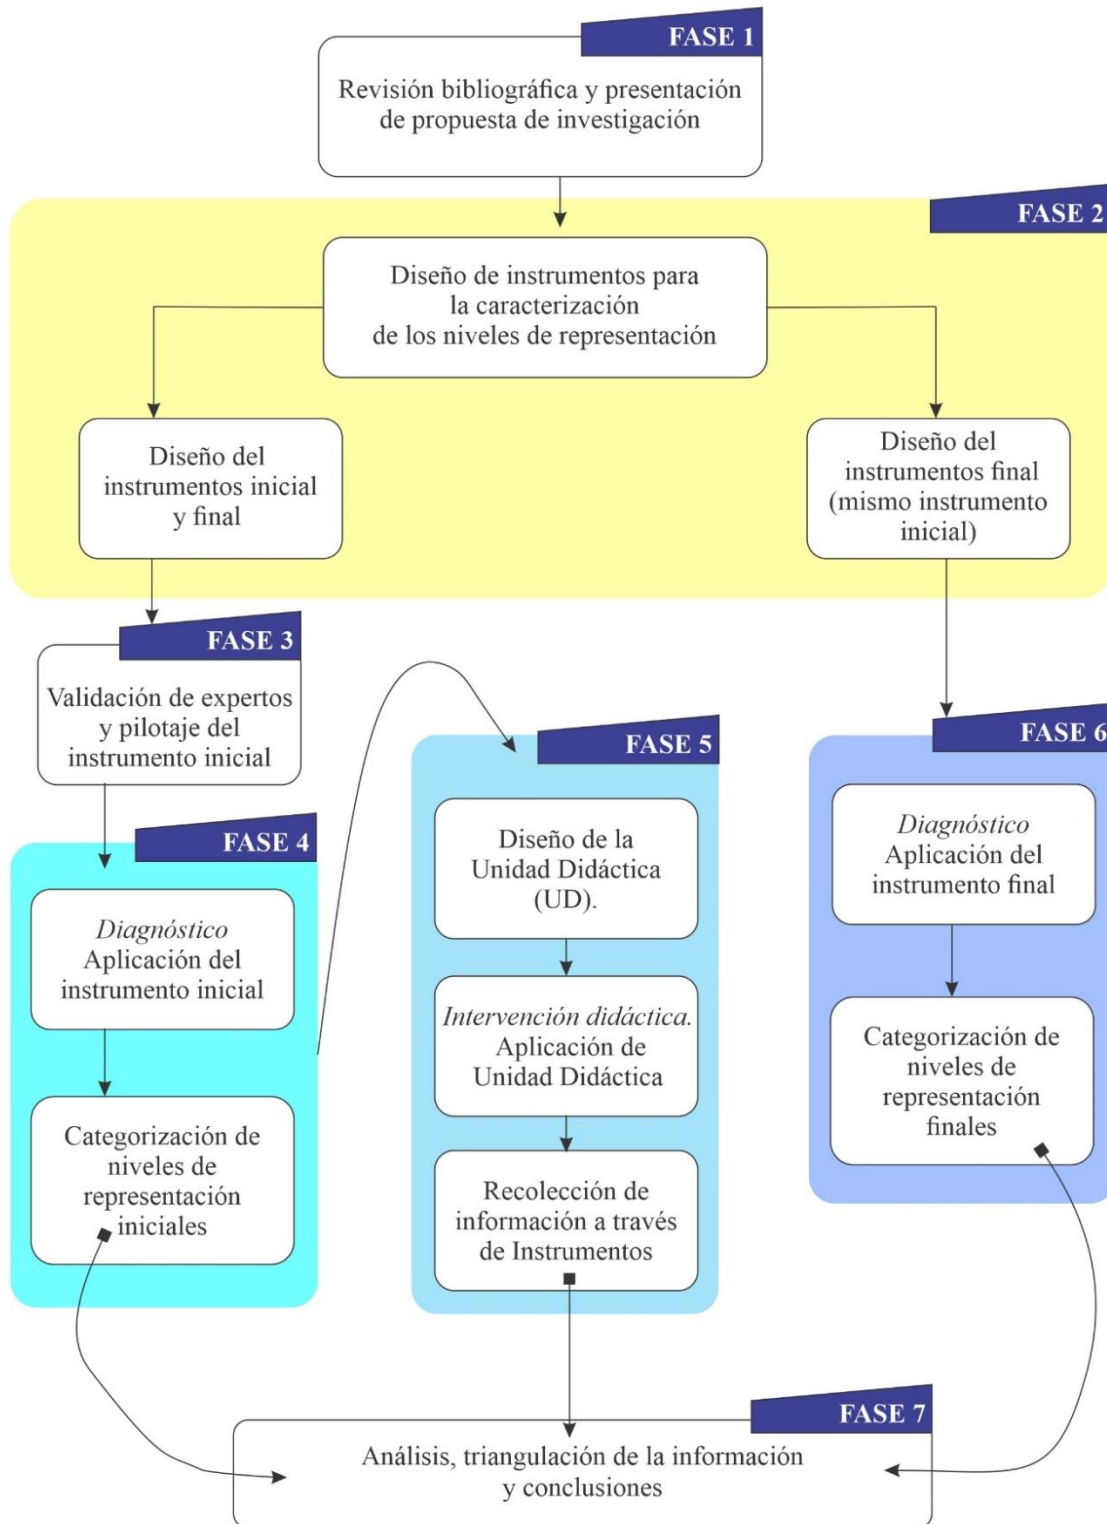 FASE 1
Revisión bibliográfica y presentación
de propuesta de investigación
FASE 2
Diseño de instrumentos para
la caracterización
de los niveles de representación
Diseño del
instrumentos inicial
y final
Diseño del
instrumentos final
(mismo instrumento
inicial)
FASE 3
Validación de expertos
y pilotaje del
instrumento inicial
FASE 4
Diagnóstico
Aplicación del
instrumento inicial
Categorización de
niveles de
representación
iniciales
FASE 5
Diseño de la
Unidad Didáctica
(UD).
Intervención didáctica.
Aplicación de
Unidad Didáctica
Recolección de
información a través
de Instrumentos
FASE 6
Diagnóstico
Aplicación del
instrumento final
Categorización de
niveles de
representación
finales
FASE 7
Análisis, triangulación de la información
y conclusiones